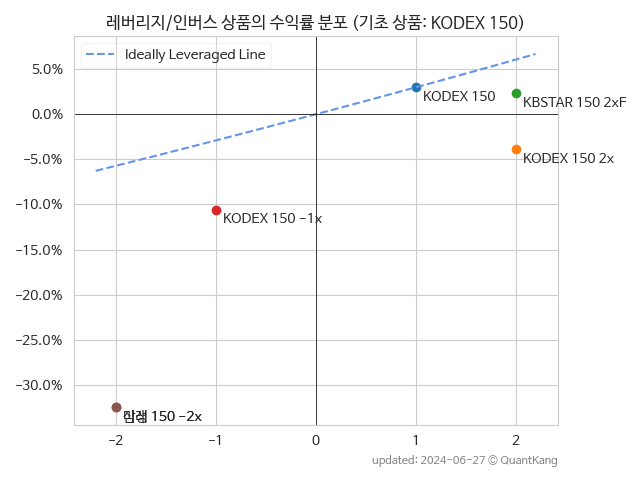 레버리지/인버스 상품의 수익률 분포 (기초 상품: KODEX 150)
Ideally Leveraged Line
5.0%
0.0%
−5.0%
−10.0%
−15.0%
−20.0%
−25.0%
−30.0%
KODEX 150
KBSTAR 150 2xF
KODEX 150 2x
KODEX 150 −1x
150 −2x
−2
−1
0
1
2
updated: 2024-06-27 © QuantKang